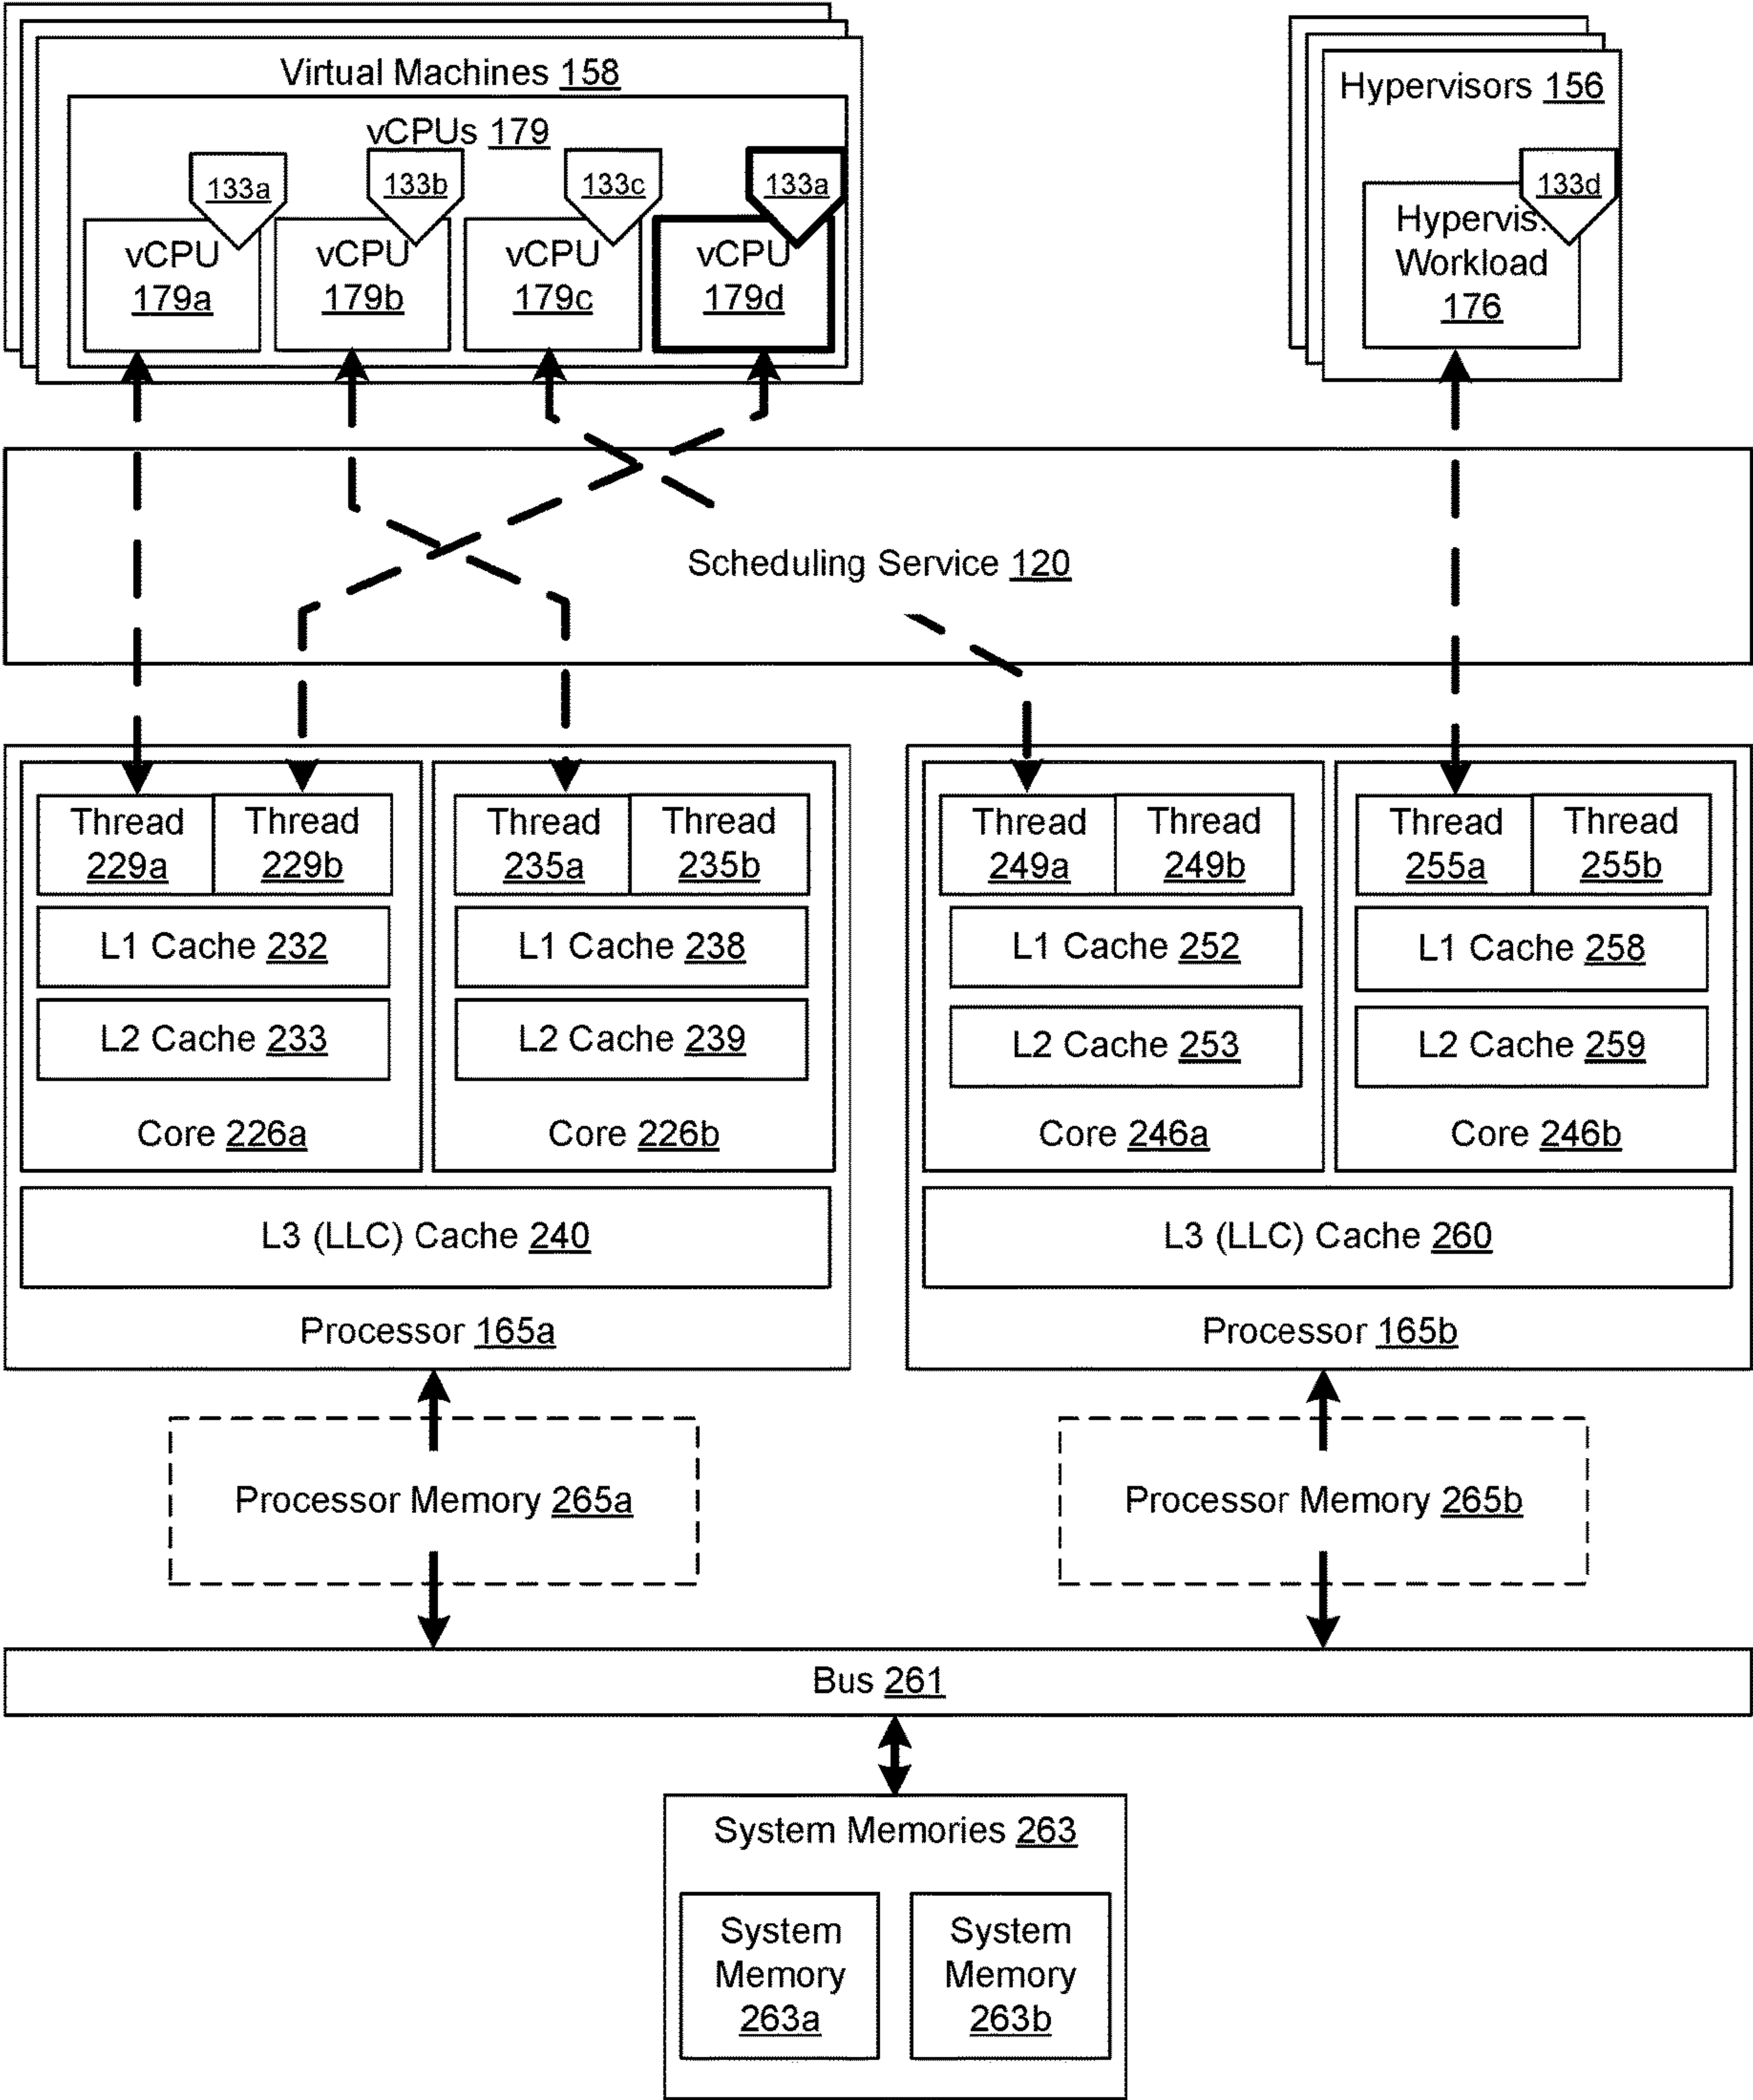 Virtual Machines 158
vCPUs 179
133a
133b
133c
133a
vCPU
179a
vCPU
179b
vCPU
179c
vCPU
179d
Hypervisors 156
133d
Hypervis.
Workload
176
Scheduling Service 120
Thread
229a
Thread
229b
Thread
235a
Thread
235b
Thread
249a
Thread
249b
Thread
255a
Thread
255b
L1 Cache 232
L1 Cache 238
L1 Cache 252
L1 Cache 258
L2 Cache 233
L2 Cache 239
L2 Cache 253
L2 Cache 259
Core 226a
Core 226b
Core 246a
Core 246b
L3 (LLC) Cache 240
L3 (LLC) Cache 260
Processor 165a
Processor 165b
Processor Memory 265a
Processor Memory 265b
Bus 261
System Memories 263
System
Memory
263a
System
Memory
263b